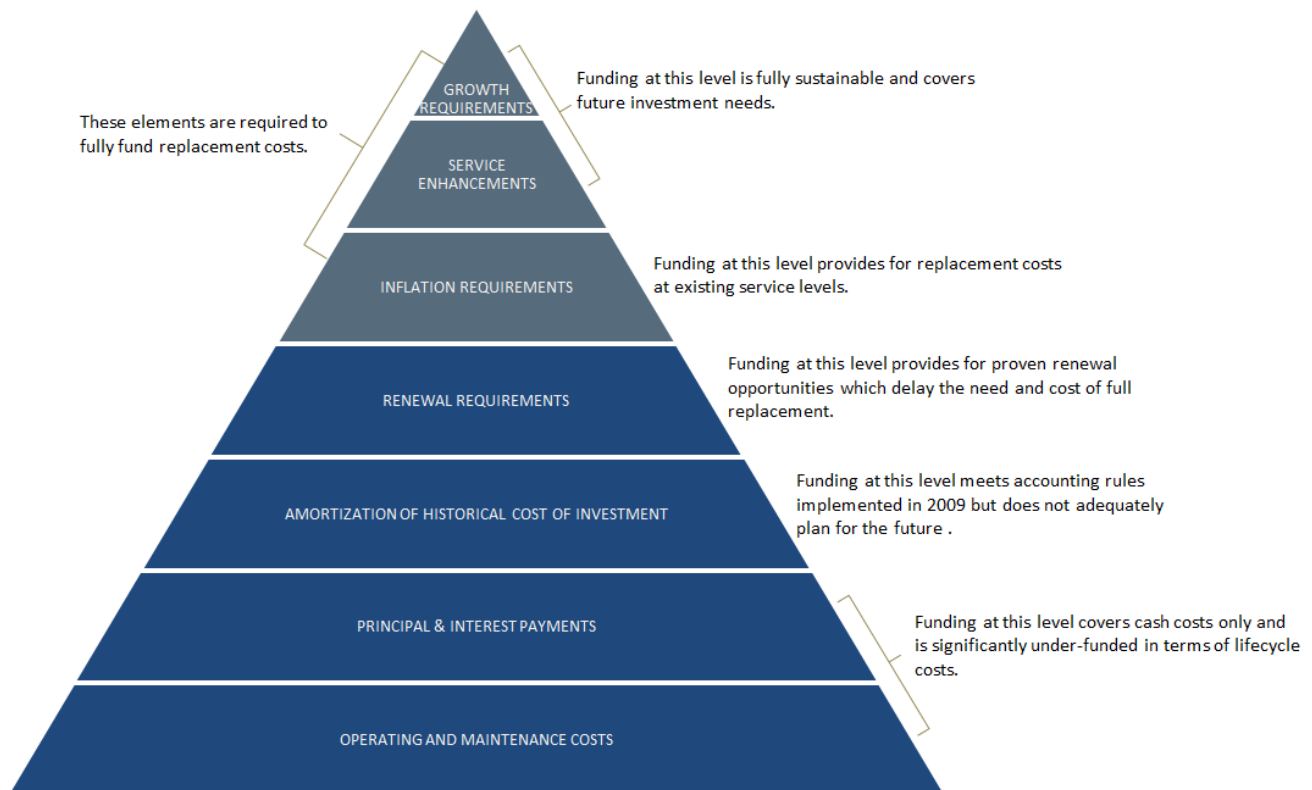 GROWTH
REQUIREMENTS
Funding at this level is fully sustainable and covers
future investment needs.
These elements are required to
fully fund replacement costs.
SERVICE
ENHANCEMENTS
INFLATION REQUIREMENTS
Funding at this level provides for replacement costs
at existing service levels.
RENEWAL REQUIREMENTS
Funding at this level provides for proven renewal
opportunities which delay the need and cost of full
replacement.
AMORTIZATION OF HISTORICAL COST OF INVESTMENT
Funding at this level meets accounting rules
implemented in 2009 but does not adequately
plan for the future .
PRINCIPAL & INTEREST PAYMENTS
Funding at this level covers cash costs only and
is significantly under-funded in terms of lifecycle
costs.
OPERATING AND MAINTENANCE COSTS